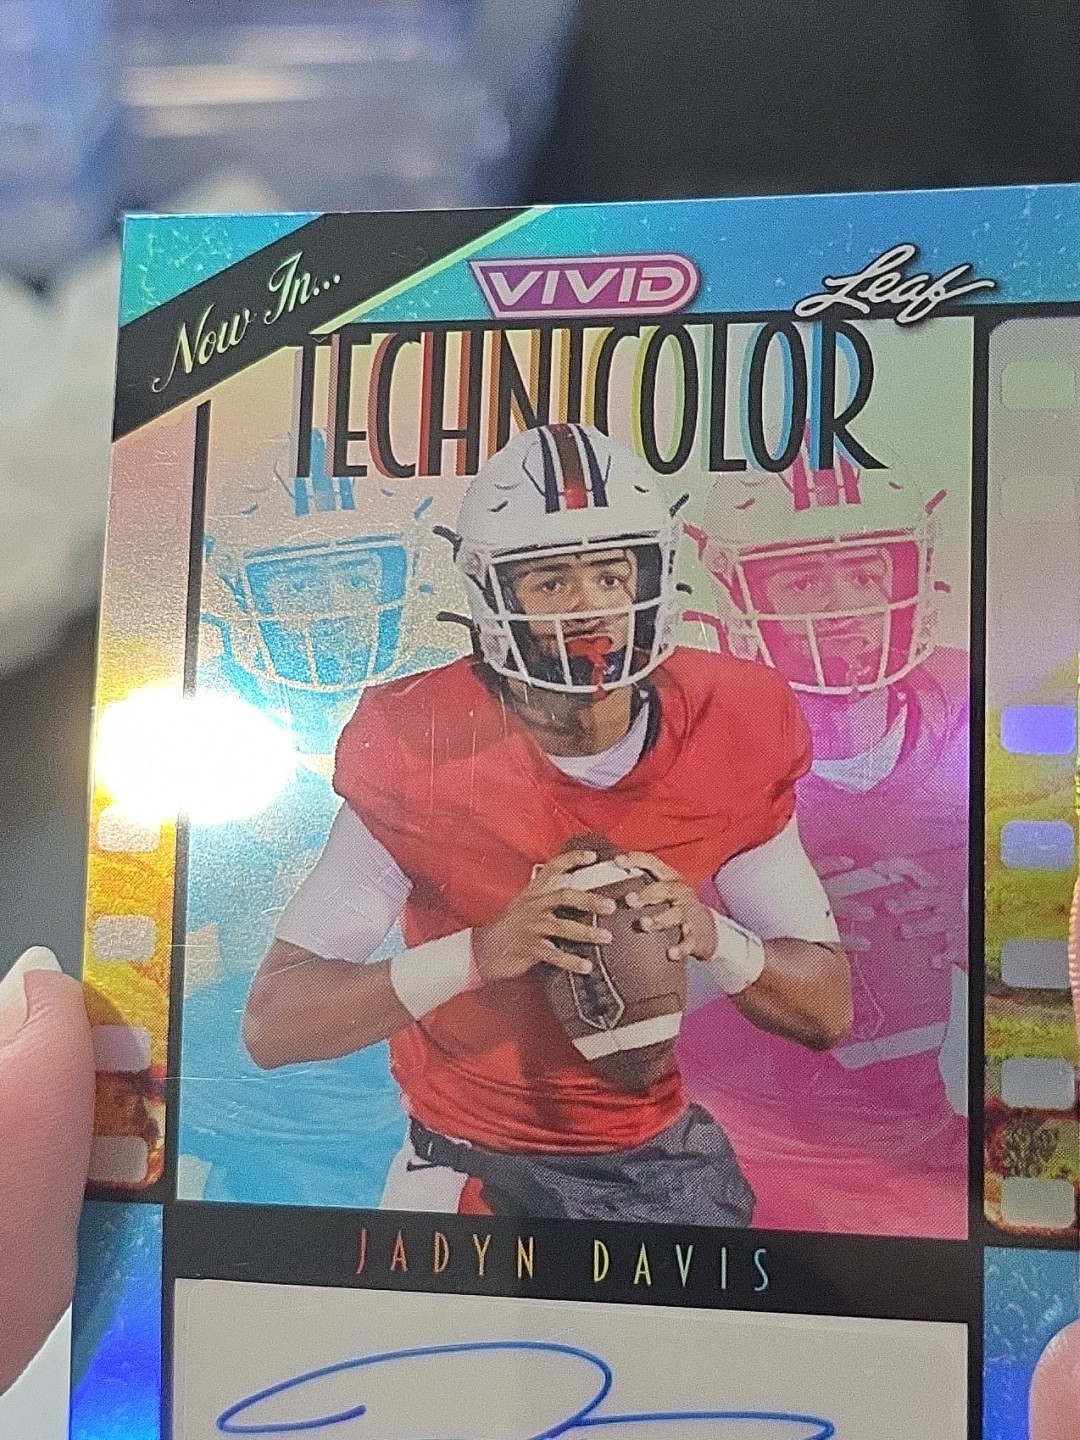 Now In...
VIVID
Leaf
TECHNICOLOR
JADYN DAVIS